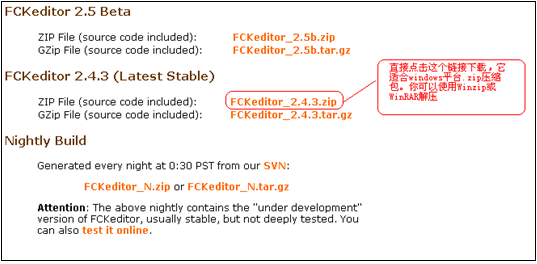 FCKeditor 2.5 Beta
ZIP File (source code included): FCKeditor_2.5b.zip
GZip File (source code included): FCKeditor_2.5b.tar.gz
FCKeditor 2.4.3 (Latest Stable)
ZIP File (source code included): FCKeditor_2.4.3.zip
GZip File (source code included): FCKeditor_2.4.3.tar.gz
直接点击这个链接下载，它
适合windows平台.zip压缩
包。你可以使用Winzip或
WinRAR解压
Nightly Build
Generated every night at 0:30 PST from our SVN:
FCKeditor_N.zip or FCKeditor_N.tar.gz
Attention: The above nightly contains the "under development"
version of FCKeditor, usually stable, but not deeply tested. You
can also test it online.